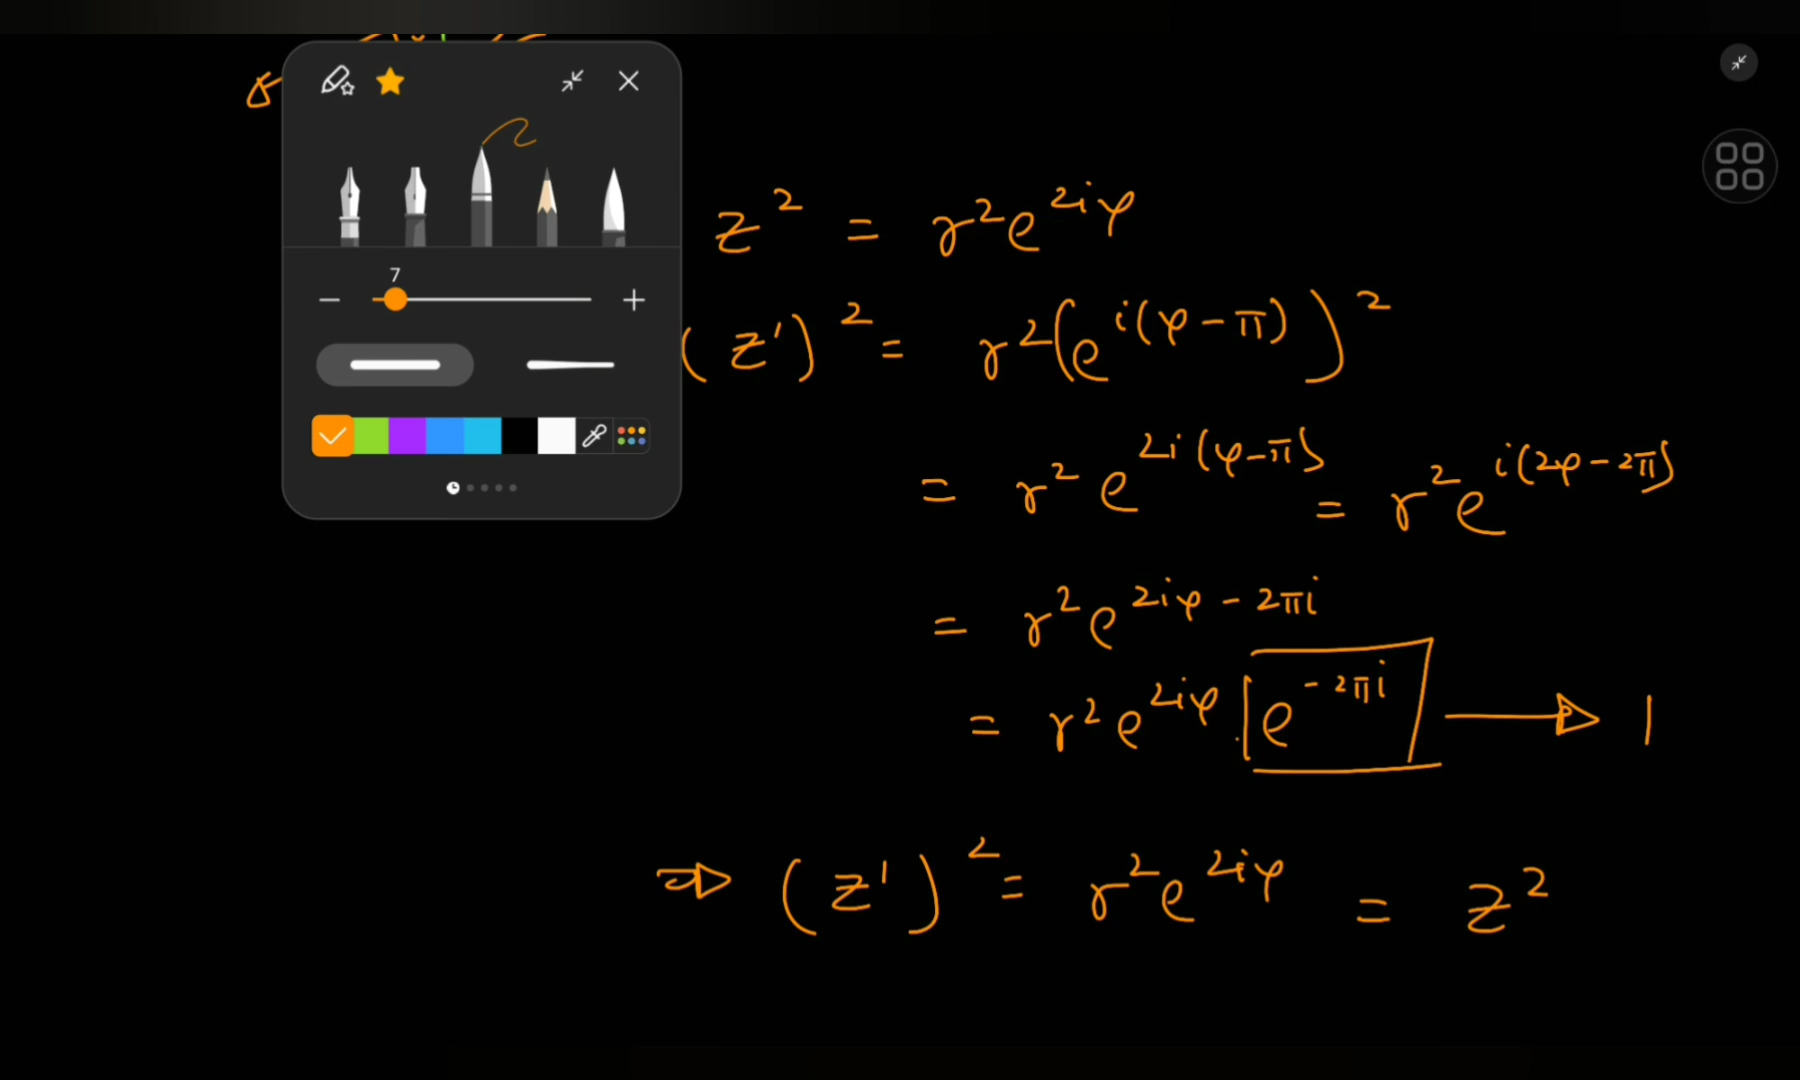 7
z² = r²e^{2iφ}
(z')² = r²(e^{i(φ-π)})²
= r² e^{2i(φ-π)} = r²e^{i(2φ-2π)}
= r²e^{2iφ - 2πi}
= r²e^{2iφ} · [e^{-2πi}] → 1
⇒ (z')² = r²e^{2iφ} = z²